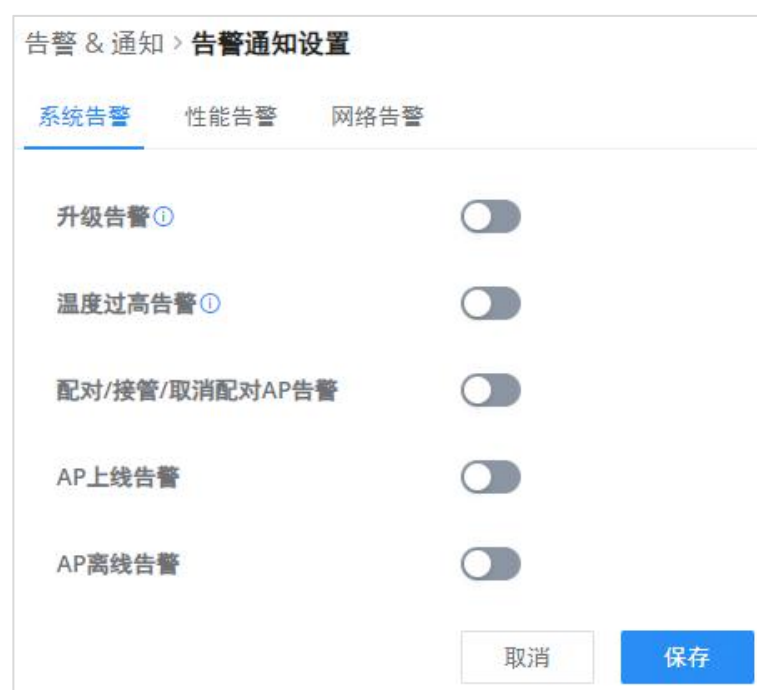 告警 & 通知 > 告警通知设置
系统告警 性能告警 网络告警
升级告警
温度过高告警
配对/接管/取消配对AP告警
AP上线告警
AP离线告警
取消 保存